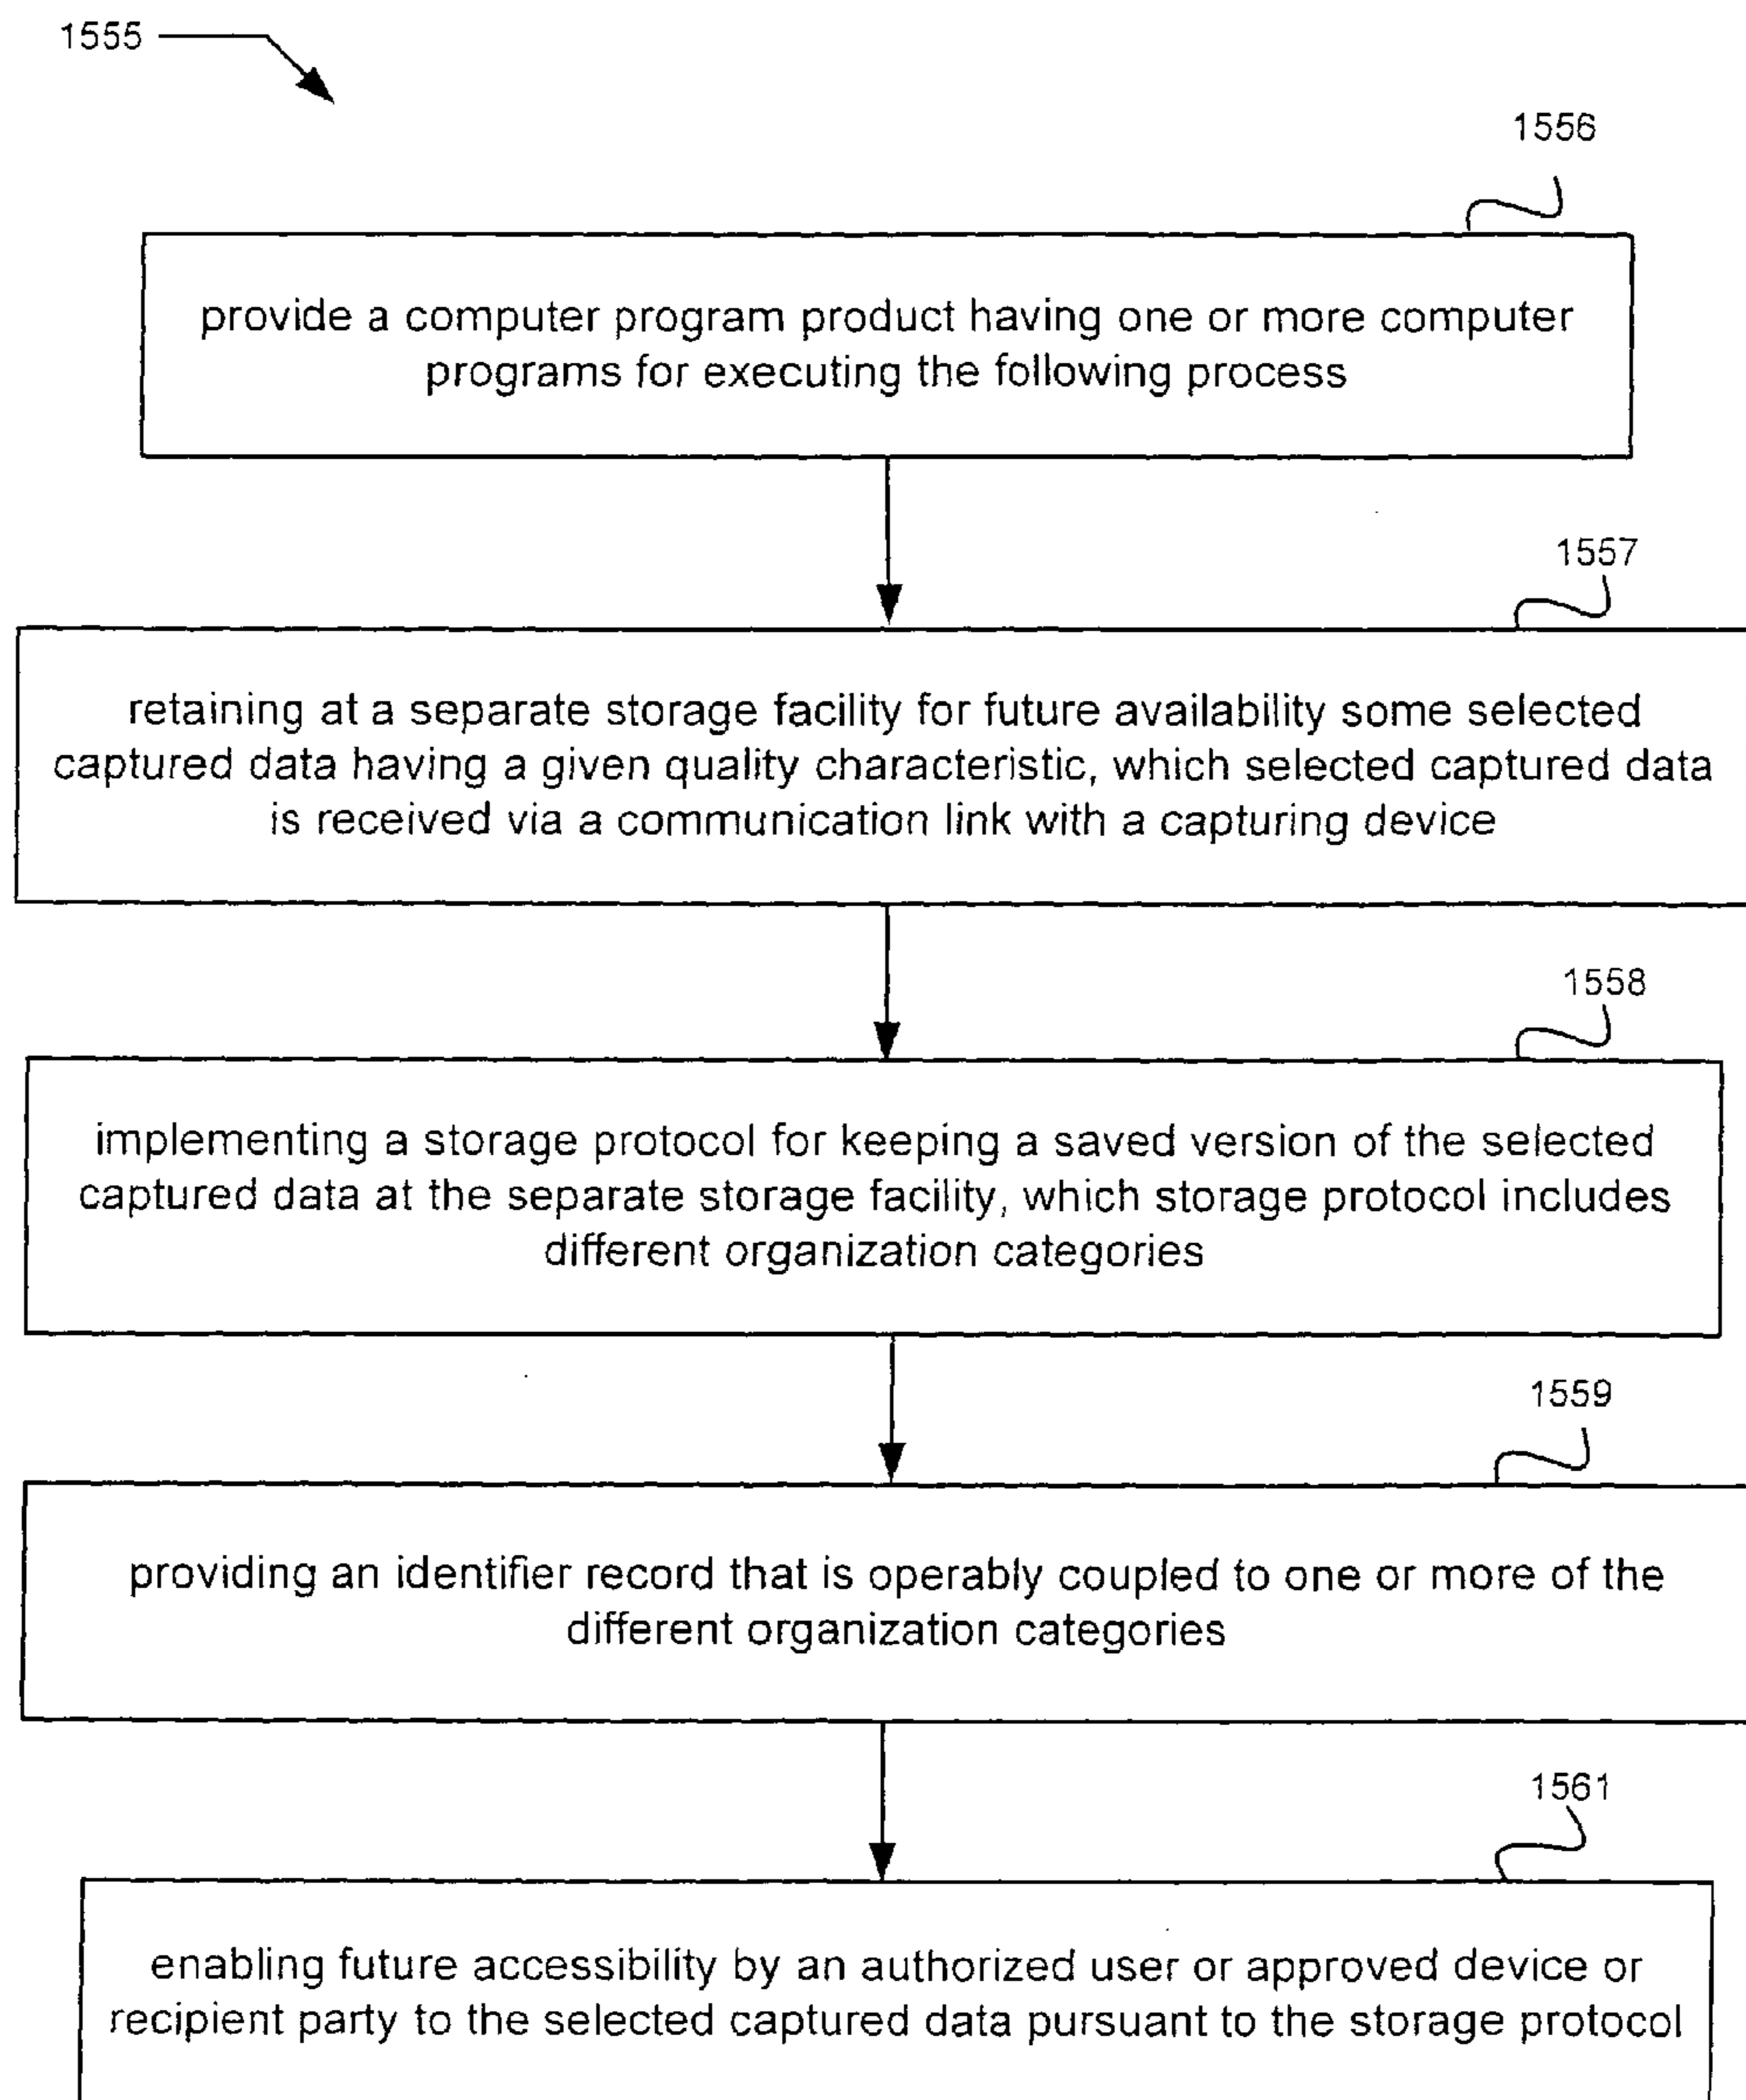 1555
1556
provide a computer program product having one or more computer
programs for executing the following process
1557
retaining at a separate storage facility for future availability some selected
captured data having a given quality characteristic, which selected captured data
is received via a communication link with a capturing device
1558
implementing a storage protocol for keeping a saved version of the selected
captured data at the separate storage facility, which storage protocol includes
different organization categories
1559
providing an identifier record that is operably coupled to one or more of the
different organization categories
1561
enabling future accessibility by an authorized user or approved device or
recipient party to the selected captured data pursuant to the storage protocol